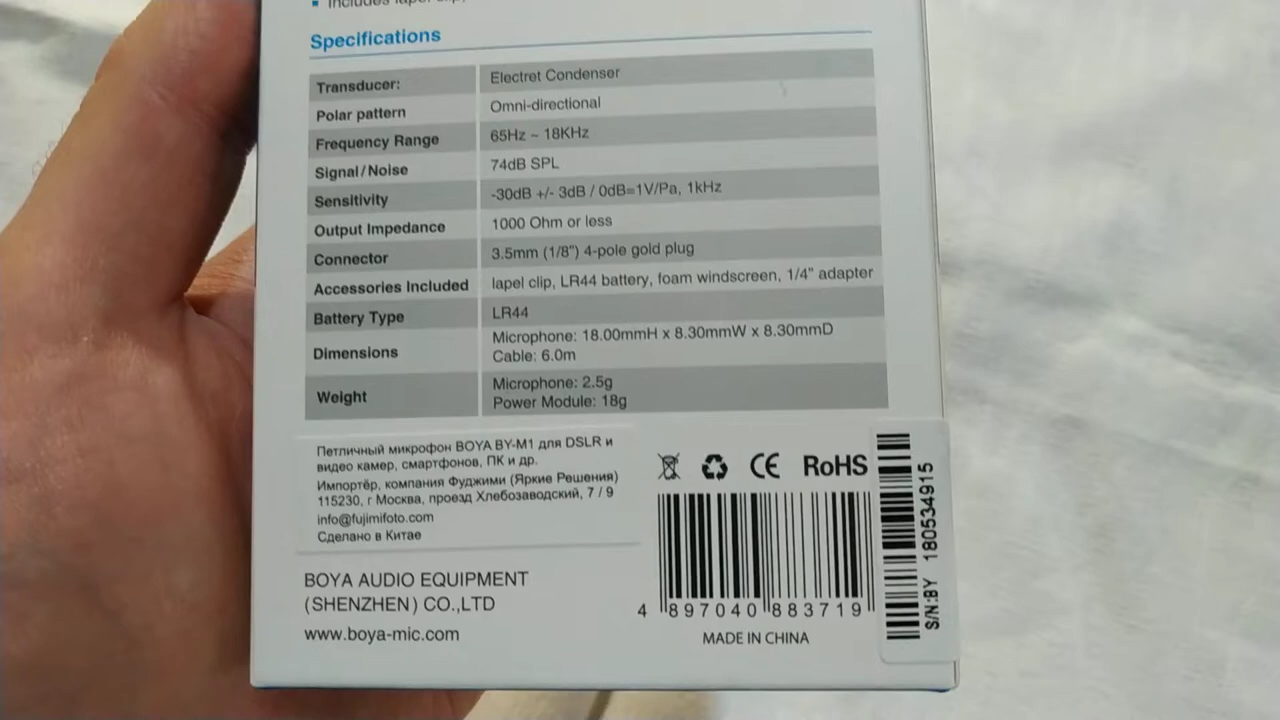 Includes lapel clip,
Specifications
Transducer: Electret Condenser
Polar pattern Omni-directional
Frequency Range 65Hz ~ 18KHz
Signal/Noise 74dB SPL
Sensitivity -30dB +/- 3dB / 0dB=1V/Pa, 1kHz
Output Impedance 1000 Ohm or less
Connector 3.5mm (1/8") 4-pole gold plug
Accessories Included lapel clip, LR44 battery, foam windscreen, 1/4" adapter
Battery Type LR44
Dimensions Microphone: 18.00mmH x 8.30mmW x 8.30mmD
Cable: 6.0m
Weight Microphone: 2.5g
Power Module: 18g
Петличный микрофон BOYA BY-M1 для DSLR и
видео камер, смартфонов, ПК и др.
Импортёр, компания Фуджими (Яркие Решения)
115230, г Москва, проезд Хлебозаводский, 7 / 9
info@fujimifoto.com
Сделано в Китае
BOYA AUDIO EQUIPMENT
(SHENZHEN) CO.,LTD
www.boya-mic.com
CE RoHS
4 897040 883719
MADE IN CHINA
S/N:BY 180534915